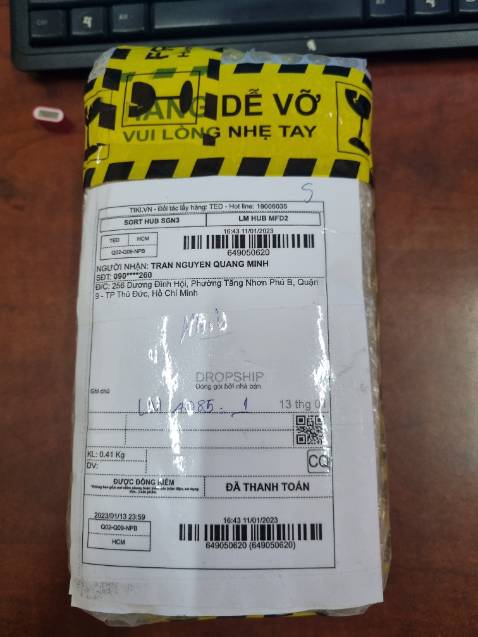 HÀNG DỄ VỠ
VUI LÒNG NHẸ TAY
TIKI.VN - Đối tác lấy hàng: TED - Hot line: 19006035
SORT HUB SGN3
LM HUB MFD2
TED
HCM
Q02-Q09-NPB
16:43 11/01/2023
649050620
NGƯỜI NHẬN: TRAN NGUYEN QUANG MINH
SĐT: 090****260
Đ/C: 256 Dương Đình Hội, Phường Tăng Nhơn Phú B, Quận
9 - TP Thủ Đức, Hồ Chí Minh
DROPSHIP
Đóng gói bởi nhà bán
Ghi chú
13 thg 01
KL: 0.41 Kg
DV:
CQ
ĐƯỢC ĐỒNG KIỂM
ĐÃ THANH TOÁN
2023/01/13 23:59
Q02-Q09-NPB
HCM
16:43 11/01/2023
649050620 (649050620)